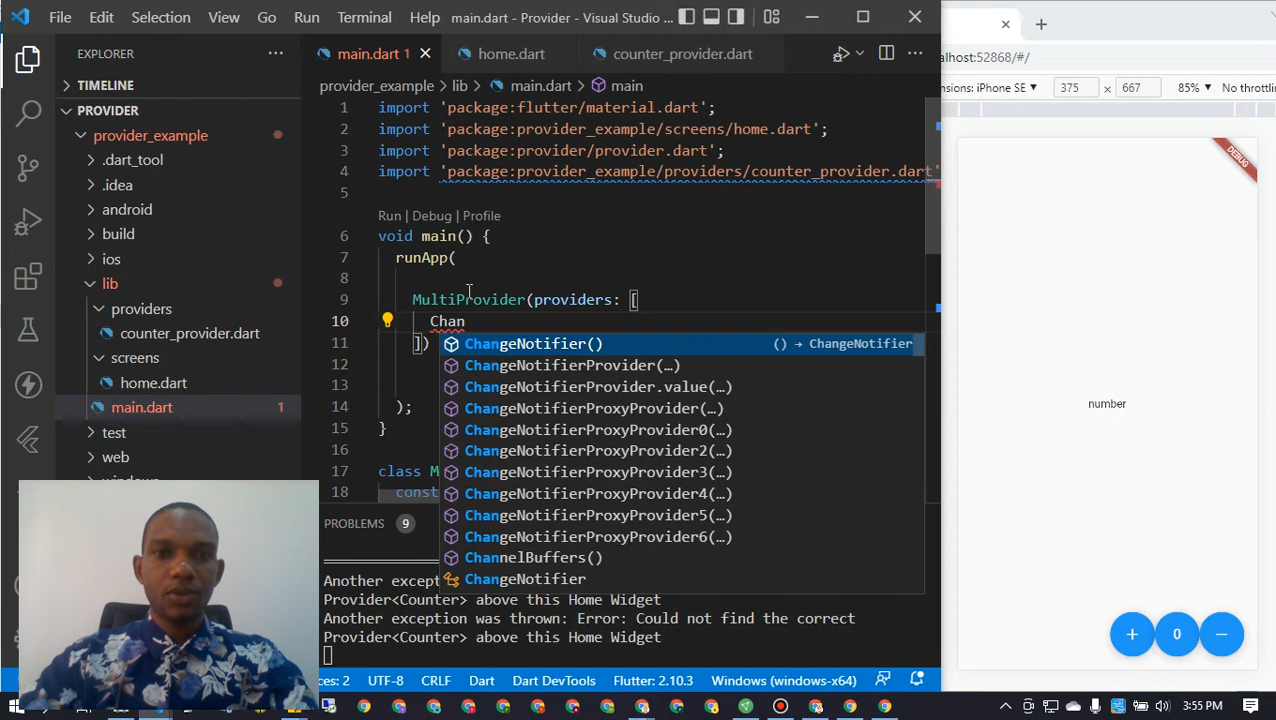 File Edit Selection View Go Run Terminal Help main.dart - Provider - Visual Studio ...
EXPLORER
main.dart 1
home.dart
counter_provider.dart
provider_example > lib > main.dart > main
TIMELINE
PROVIDER
provider_example
.dart_tool
.idea
android
build
ios
lib
providers
counter_provider.dart
screens
home.dart
main.dart 1
test
web
1 import 'package:flutter/material.dart';
2 import 'package:provider_example/screens/home.dart';
3 import 'package:provider/provider.dart';
4 import 'package:provider_example/providers/counter_provider.dart'
5
Run | Debug | Profile
6 void main() {
7 runApp(
8
9 MultiProvider(providers: [
10 Chan
11 ])
12
13
14 );
15 }
16
17 class M
18 const
ChangeNotifier() () → ChangeNotifier
ChangeNotifierProvider(…)
ChangeNotifierProvider.value(…)
ChangeNotifierProxyProvider(…)
ChangeNotifierProxyProvider0(…)
ChangeNotifierProxyProvider2(…)
ChangeNotifierProxyProvider3(…)
ChangeNotifierProxyProvider4(…)
ChangeNotifierProxyProvider5(…)
ChangeNotifierProxyProvider6(…)
ChannelBuffers()
ChangeNotifier
PROBLEMS 9
Another except
Provider<Counter> above this Home Widget
Another exception was thrown: Error: Could not find the correct
Provider<Counter> above this Home Widget
ces: 2 UTF-8 CRLF Dart Dart DevTools Flutter: 2.10.3 Windows (windows-x64)
alhost:52868/#/
nsions: iPhone SE 375 × 667 85% No throttlin
DEBUG
number
+ 0 −
3:55 PM